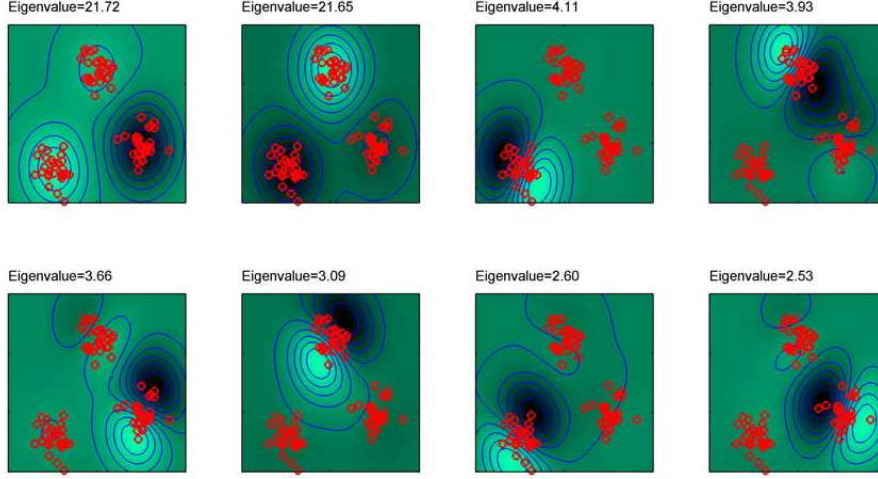 Eigenvalue=21.72
Eigenvalue=21.65
Eigenvalue=4.11
Eigenvalue=3.93
Eigenvalue=3.66
Eigenvalue=3.09
Eigenvalue=2.60
Eigenvalue=2.53